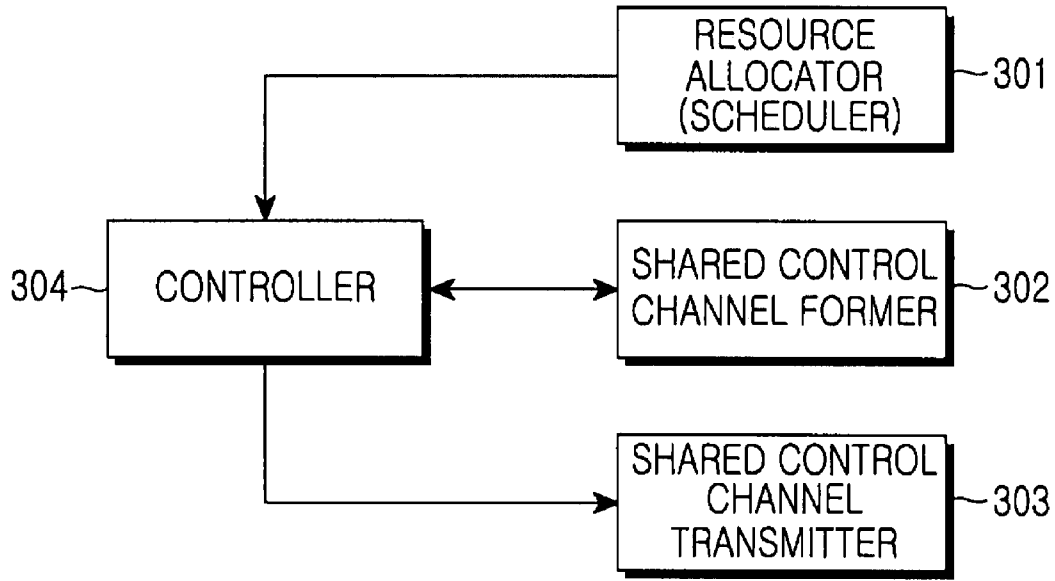 RESOURCE
ALLOCATOR
(SCHEDULER)
301
304
CONTROLLER
SHARED CONTROL
CHANNEL FORMER
302
SHARED CONTROL
CHANNEL
TRANSMITTER
303